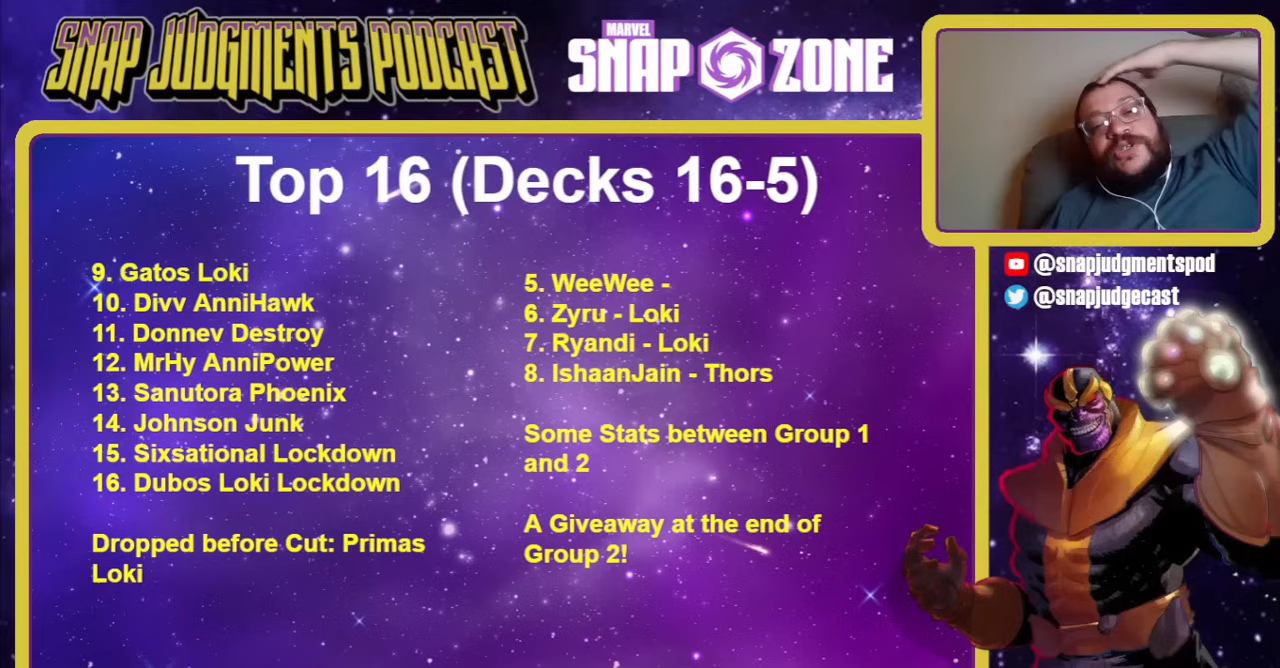 SNAP JUDGMENTS PODCAST
MARVEL
SNAP ZONE
Top 16 (Decks 16-5)
9. Gatos Loki
10. Divv AnniHawk
11. Donnev Destroy
12. MrHy AnniPower
13. Sanutora Phoenix
14. Johnson Junk
15. Sixsational Lockdown
16. Dubos Loki Lockdown
Dropped before Cut: Primas
Loki
5. WeeWee -
6. Zyru - Loki
7. Ryandi - Loki
8. IshaanJain - Thors
Some Stats between Group 1
and 2
A Giveaway at the end of
Group 2!
@snapjudgmentspod
@snapjudgecast